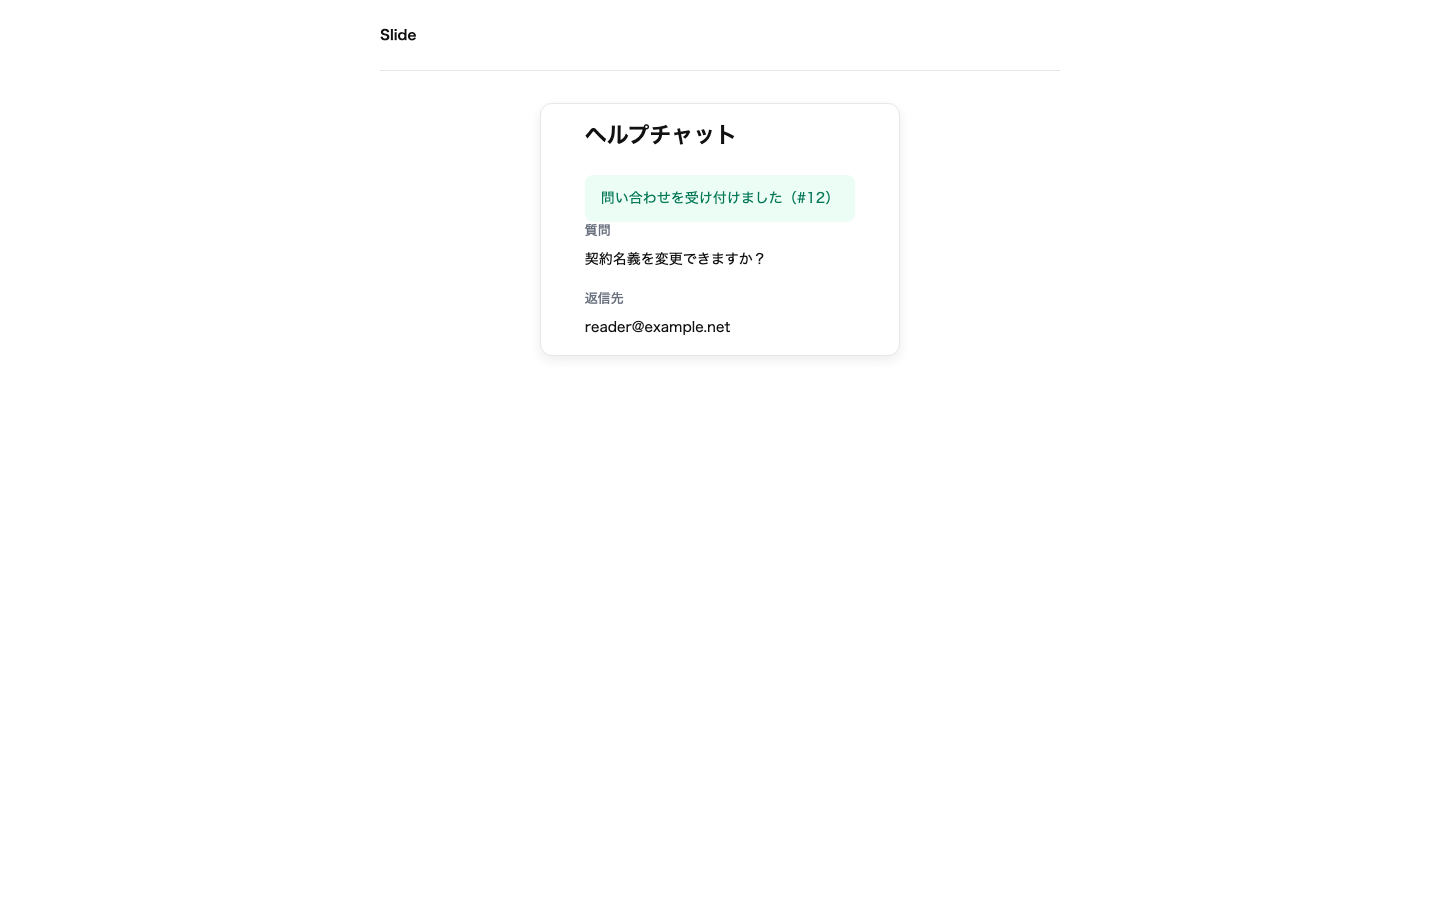 Slide
ヘルプチャット
問い合わせを受け付けました（#12）
質問
契約名義を変更できますか？
返信先
reader@example.net